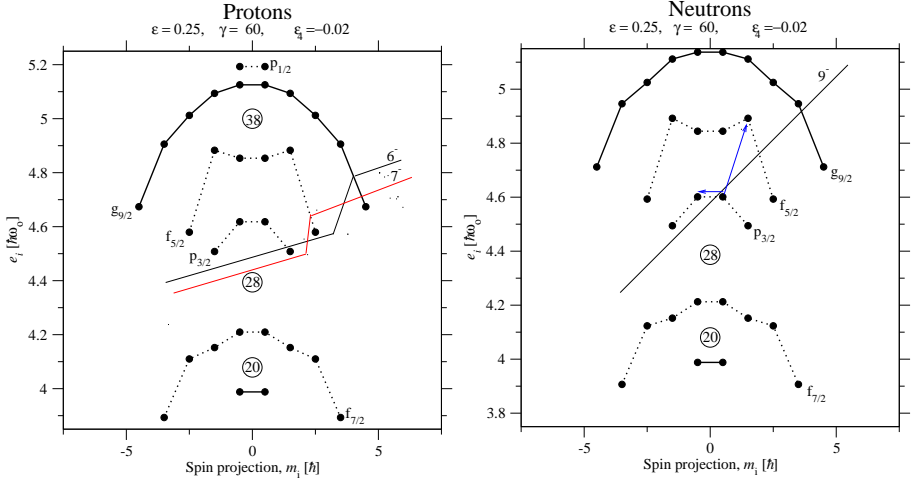 Protons
ε = 0.25, γ = 60, ε4=−0.02
5.2
5
4.8
4.6
4.4
4.2
4
ei [ħωo]
p1/2
38
6-
7-
g9/2
f5/2
p3/2
28
20
f7/2
-5
0
5
Spin projection, mi [ħ]
Neutrons
ε = 0.25, γ = 60, ε4=−0.02
5
4.8
4.6
4.4
4.2
4
3.8
ei [ħωo]
9-
g9/2
f5/2
p3/2
28
20
f7/2
-5
0
5
Spin projection, mi [ħ]